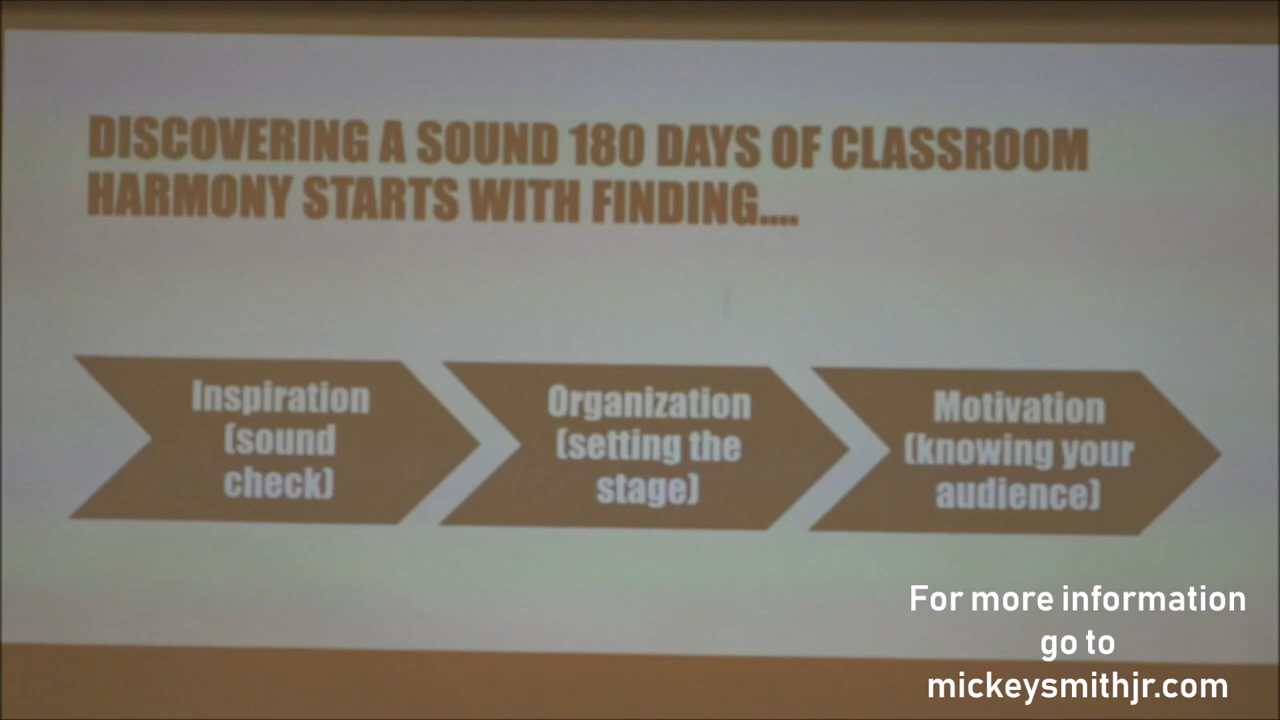 DISCOVERING A SOUND 180 DAYS OF CLASSROOM
HARMONY STARTS WITH FINDING....
Inspiration
(sound
check)
Organization
(setting the
stage)
Motivation
(knowing your
audience)
For more information
go to
mickeysmithjr.com